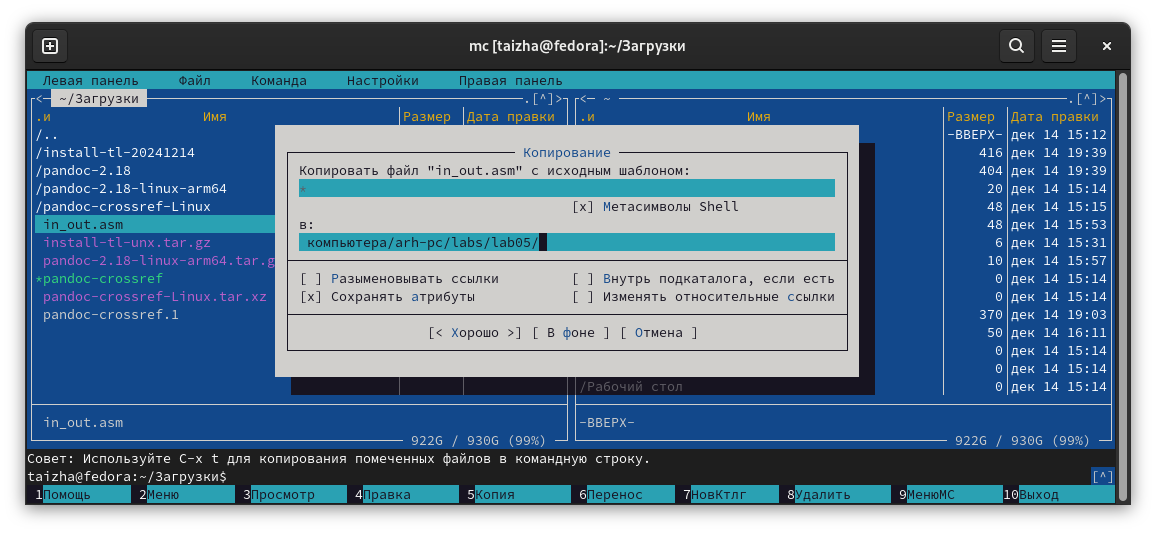 mc [taizha@fedora]:~/Загрузки
Левая панель Файл Команда Настройки Правая панель
<─ ~/Загрузки .[^]> <─ ~ .[^]>
.и Имя Размер Дата правки .и Имя Размер Дата правки
/.. -ВВЕРХ- дек 14 15:12
/install-tl-20241214 416 дек 14 19:39
/pandoc-2.18 404 дек 14 19:39
/pandoc-2.18-linux-arm64 20 дек 14 15:14
/pandoc-crossref-Linux 48 дек 14 15:15
in_out.asm 48 дек 14 15:53
install-tl-unx.tar.gz 6 дек 14 15:31
pandoc-2.18-linux-arm64.tar.g 10 дек 14 15:57
*pandoc-crossref 0 дек 14 15:14
pandoc-crossref-Linux.tar.xz 0 дек 14 15:14
pandoc-crossref.1 370 дек 14 19:03
50 дек 14 16:11
0 дек 14 15:14
0 дек 14 15:14
/Рабочий стол 0 дек 14 15:14
Копирование
Копировать файл "in_out.asm" с исходным шаблоном:
*
[x] Метасимволы Shell
в:
компьютера/arh-pc/labs/lab05/
[ ] Разыменовывать ссылки [ ] Внутрь подкаталога, если есть
[x] Сохранять атрибуты [ ] Изменять относительные ссылки
[< Хорошо >] [ В фоне ] [ Отмена ]
in_out.asm -ВВЕРХ-
922G / 930G (99%) 922G / 930G (99%)
Совет: Используйте C-x t для копирования помеченных файлов в командную строку.
taizha@fedora:~/Загрузки$ [^]
1Помощь 2Меню 3Просмотр 4Правка 5Копия 6Перенос 7НовКтлг 8Удалить 9МенюMC 10Выход